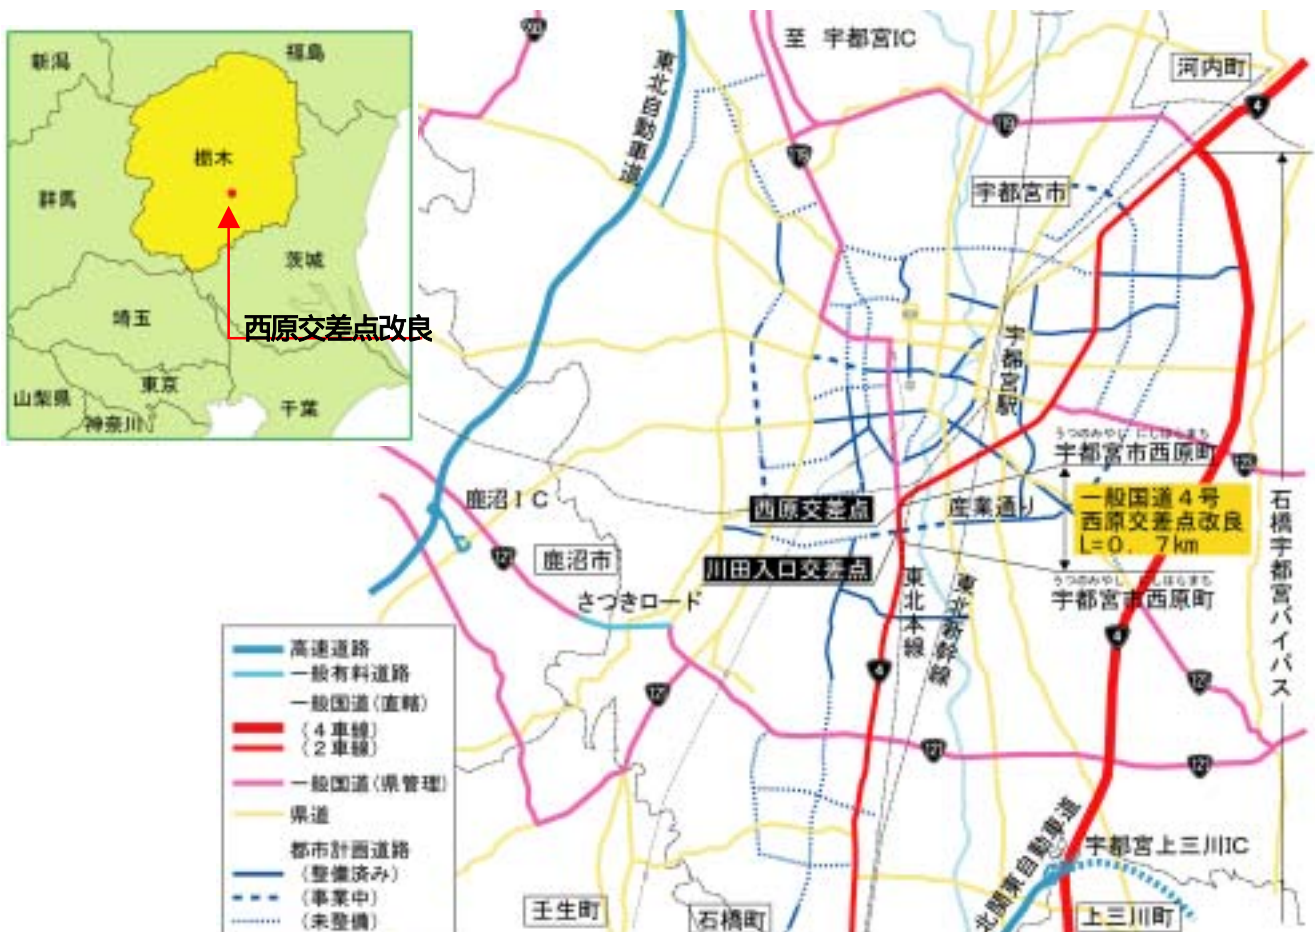 新潟
福島
栃木
群馬
茨城
西原交差点改良
埼玉
東京
山梨県
神奈川
千葉
至 宇都宮IC
河内町
4
東北自動車道
119
119
宇都宮市
宇都宮駅
うつのみやし にしはらまち
宇都宮市西原町
鹿沼IC
西原交差点
産業通り
一般国道4号
西原交差点改良
L=0.7km
石橋宇都宮バイパス
121
鹿沼市
川田入口交差点
うつのみやし にしはらまち
宇都宮市西原町
さつきロード
東北本線
東北新幹線
4
4
121
121
高速道路
一般有料道路
一般国道(直轄)
(4車線)
(2車線)
一般国道(県管理)
県道
都市計画道路
(整備済み)
(事業中)
(未整備)
北関東自動車道
宇都宮上三川IC
壬生町
石橋町
上三川町